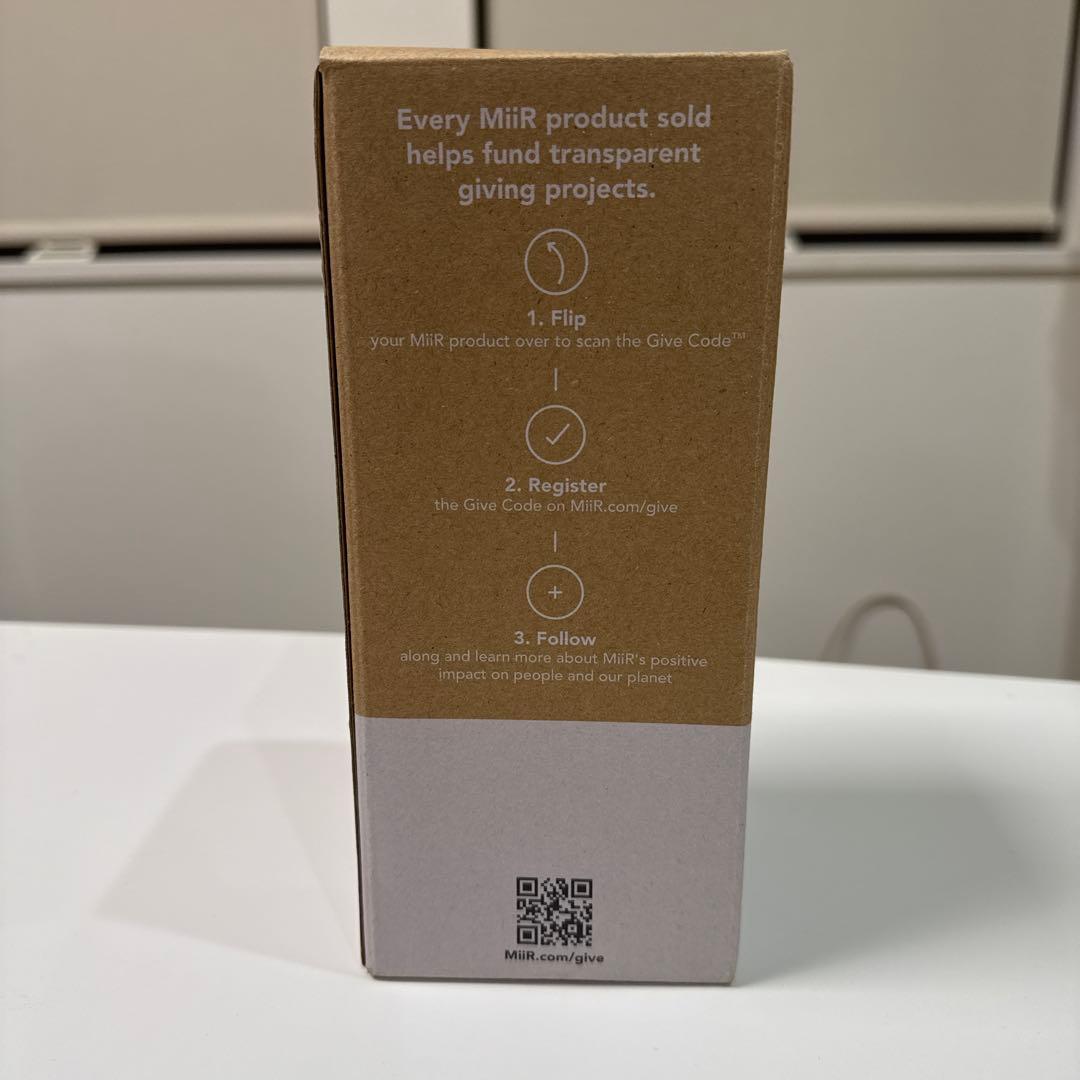 Every MiiR product sold
helps fund transparent
giving projects.
1. Flip
your MiiR product over to scan the Give Code™
2. Register
the Give Code on MiiR.com/give
3. Follow
along and learn more about MiiR's positive
impact on people and our planet
MiiR.com/give